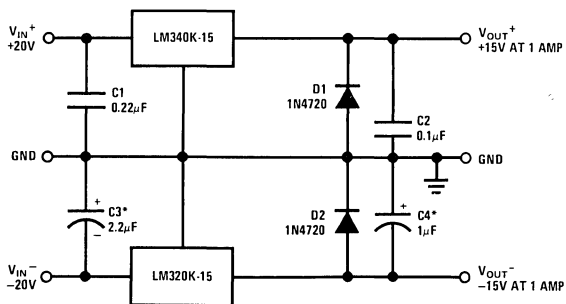 V_IN+
+20V
LM340K-15
V_OUT+
+15V AT 1 AMP
C1
0.22μF
D1
1N4720
C2
0.1μF
GND
GND
C3*
2.2μF
+
−
D2
1N4720
+
C4*
1μF
V_IN−
−20V
LM320K-15
V_OUT−
−15V AT 1 AMP